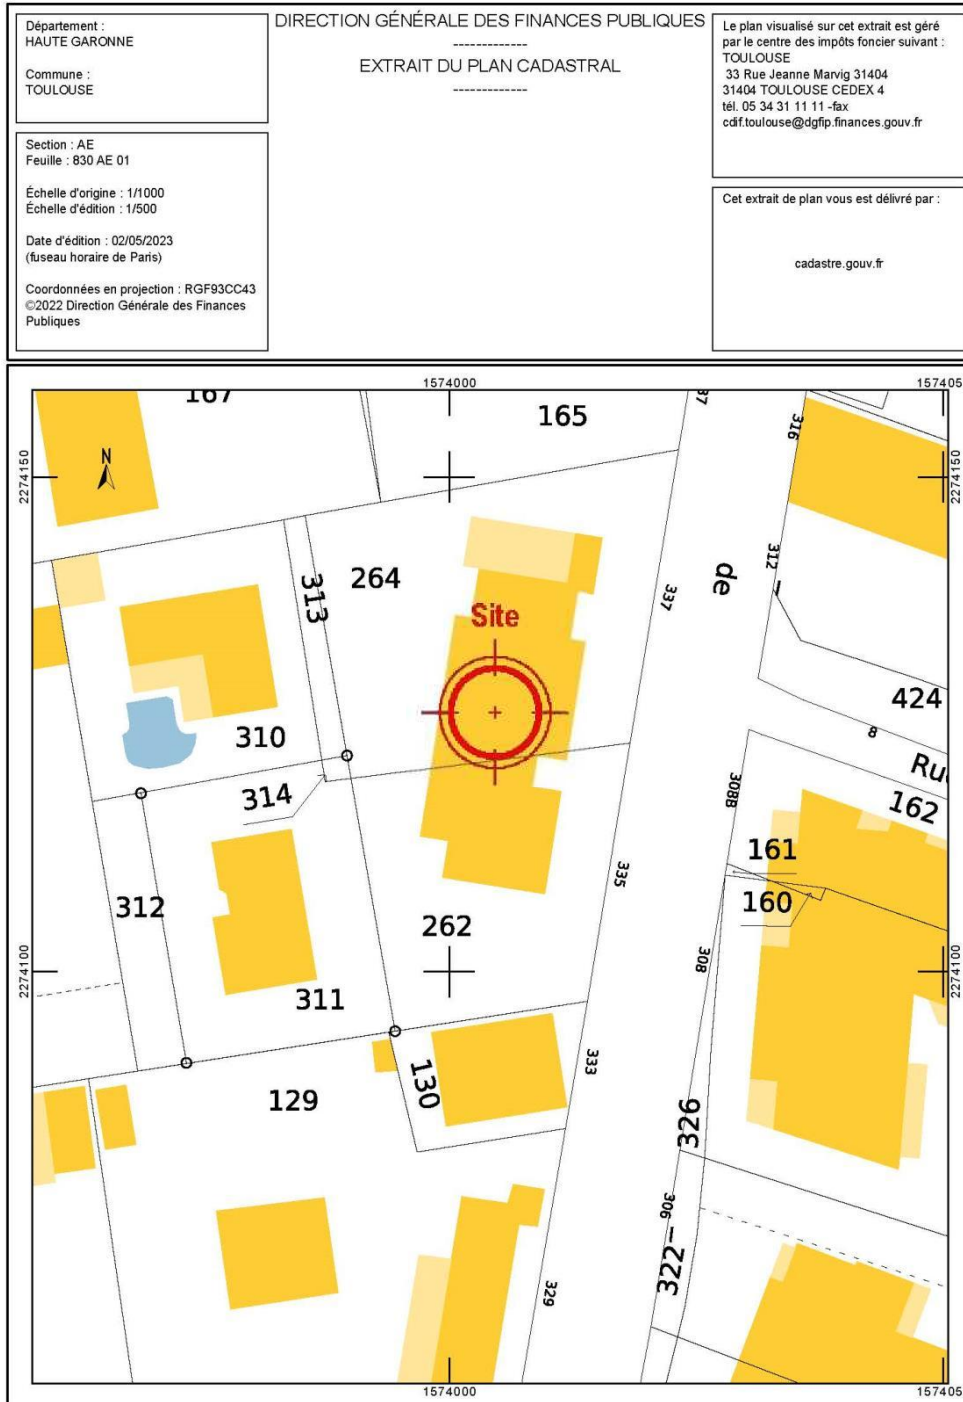 Département :
HAUTE GARONNE
Commune :
TOULOUSE
Section : AE
Feuille : 830 AE 01
Échelle d'origine : 1/1000
Échelle d'édition : 1/500
Date d'édition : 02/05/2023
(fuseau horaire de Paris)
Coordonnées en projection : RGF93CC43
©2022 Direction Générale des Finances
Publiques
DIRECTION GÉNÉRALE DES FINANCES PUBLIQUES
-------------
EXTRAIT DU PLAN CADASTRAL
-------------
Le plan visualisé sur cet extrait est géré
par le centre des impôts foncier suivant :
TOULOUSE
33 Rue Jeanne Marvig 31404
31404 TOULOUSE CEDEX 4
tél. 05 34 31 11 11 -fax
cdif.toulouse@dgfip.finances.gouv.fr
Cet extrait de plan vous est délivré par :
cadastre.gouv.fr
1574000
157405
167
165
37
316
2274150
2274150
N
312
264
313
337
de
Site
424
310
8
Ru
314
308B
162
161
335
160
312
262
308
2274100
2274100
311
333
130
129
326
306
322
329
1574000
157405